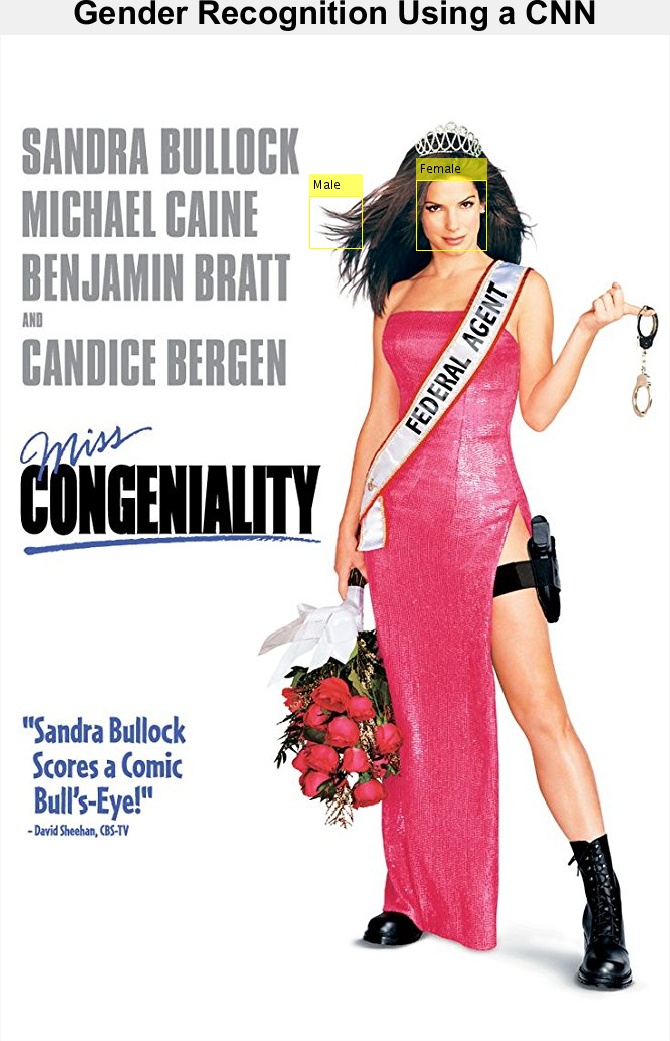 Gender Recognition Using a CNN
Female
Male
SANDRA BULLOCK
MICHAEL CAINE
BENJAMIN BRATT
AND
CANDICE BERGEN
FEDERAL AGENT
Miss
CONGENIALITY
"Sandra Bullock
Scores a Comic
Bull's-Eye!"
- David Sheehan, CBS-TV